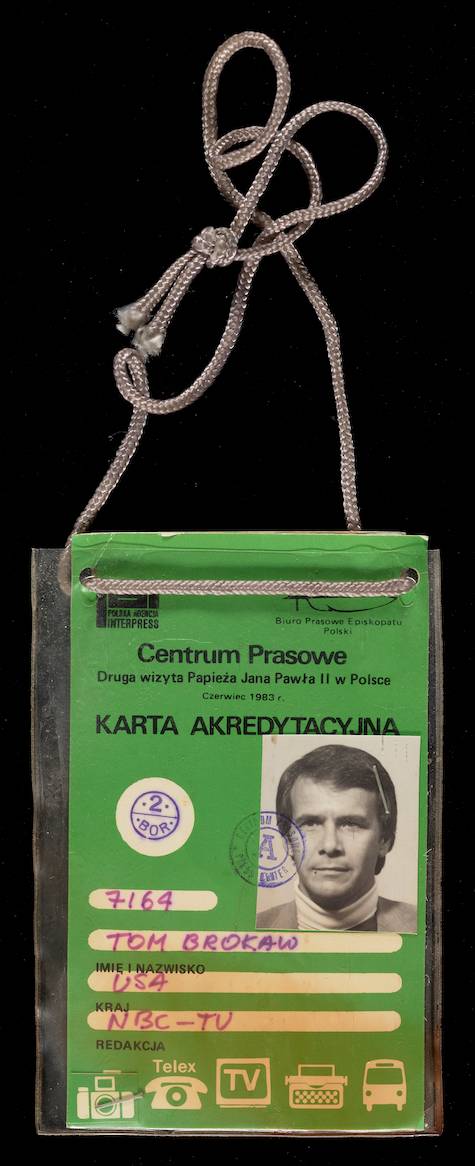 POLSKA AGENCJA
INTERPRESS
Biuro Prasowe Episkopatu
Polski
Centrum Prasowe
Druga wizyta Papieża Jana Pawła II w Polsce
Czerwiec 1983 r.
KARTA AKREDYTACYJNA
2
BOR
A
7164
TOM BROKAW
IMIĘ I NAZWISKO
USA
KRAJ
NBC-TV
REDAKCJA
Telex
TV